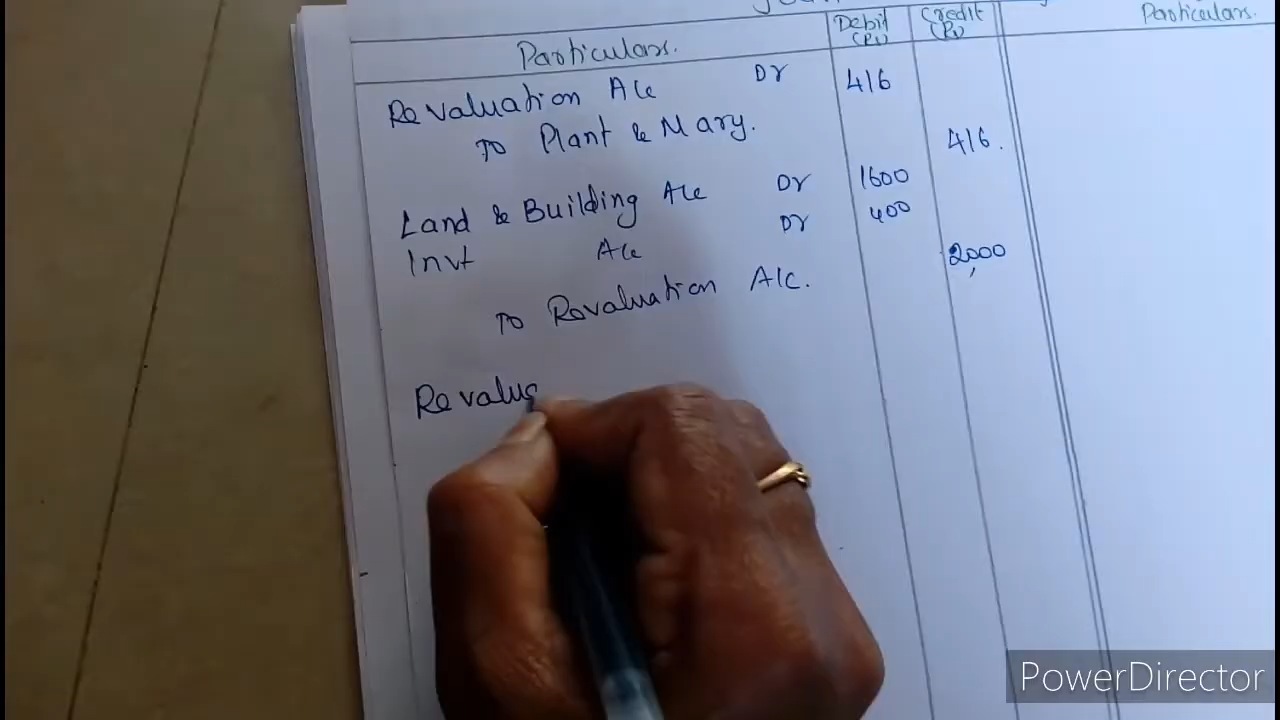 Particulars. Debit (Rs) Credit (Rs) Particulars.
Revaluation A/c Dr 416
To Plant & Mary. 416.
Land & Building A/c Dr 1600
Invt A/c Dr 400
To Revaluation A/c. 2000
Revalua
PowerDirector